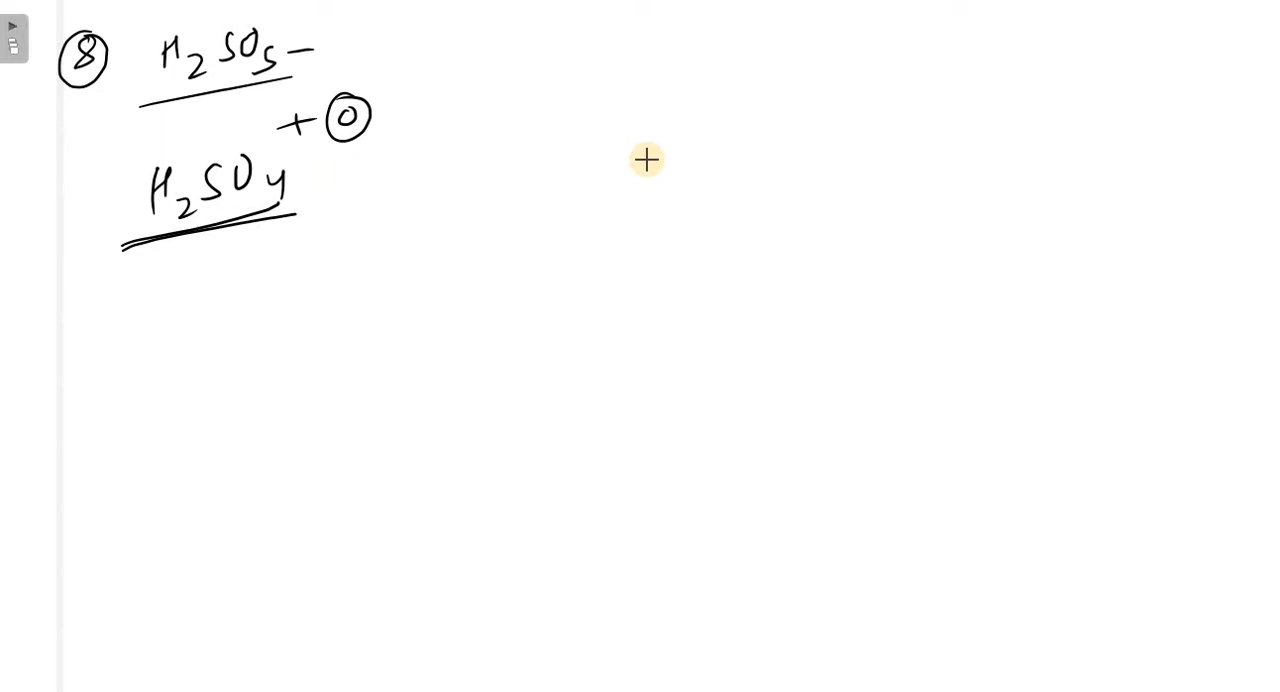 ⑧ H₂SO₅ –
+ Ⓞ
H₂SO₄